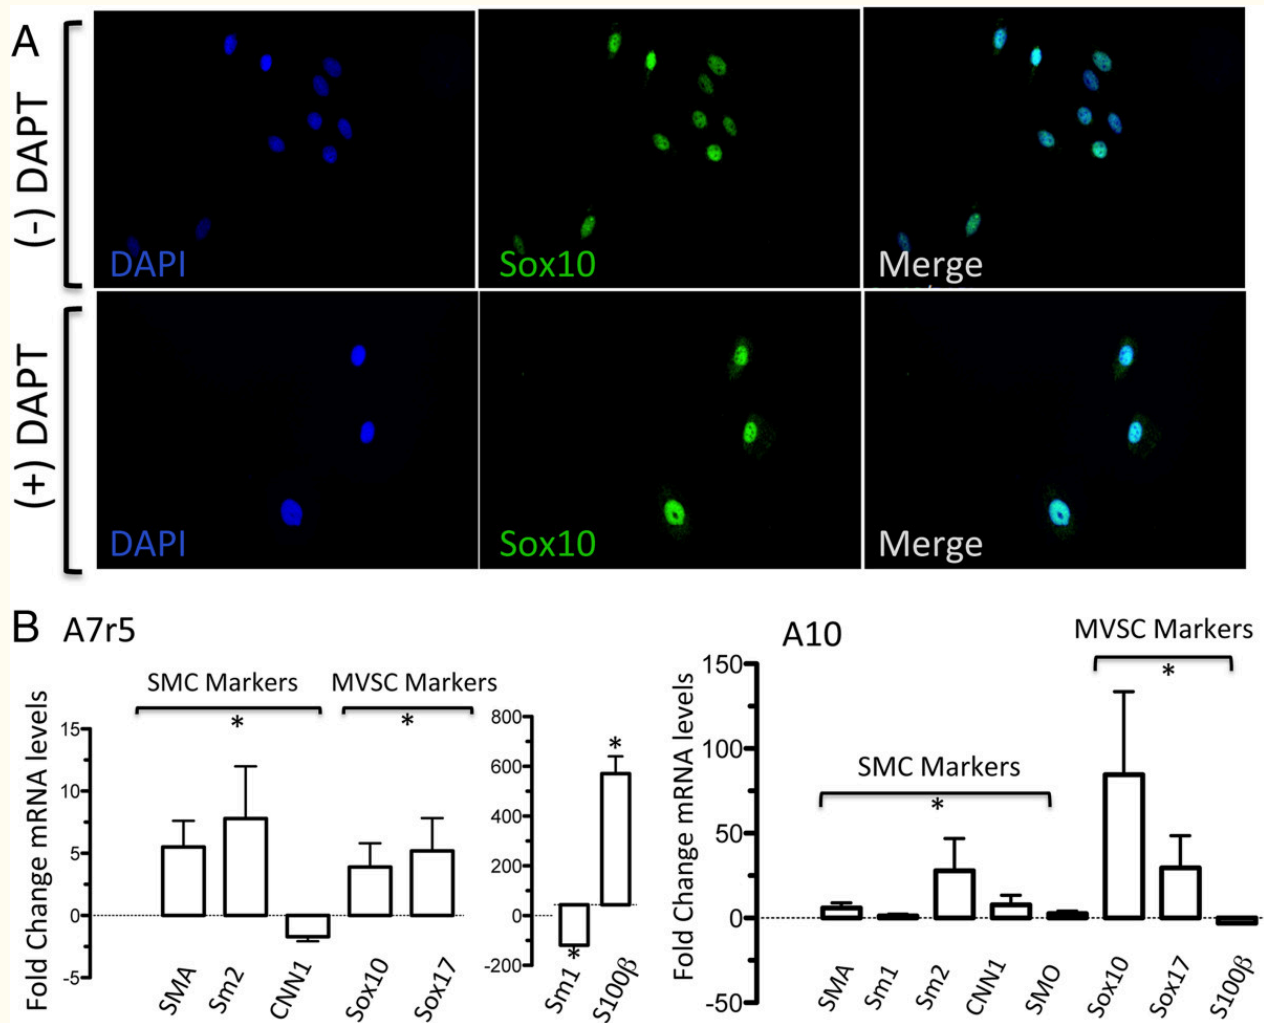 A
(-) DAPT
DAPI
Sox10
Merge
(+) DAPT
DAPI
Sox10
Merge
B A7r5
SMC Markers
*
MVSC Markers
*
Fold Change mRNA levels
15
10
5
0
-5
SMA
Sm2
CNN1
Sox10
Sox17
800
600
400
200
0
-200
*
*
Sm1
S100β
A10
MVSC Markers
*
SMC Markers
*
Fold Change mRNA levels
150
100
50
0
-50
SMA
Sm1
Sm2
CNN1
SMO
Sox10
Sox17
S100β